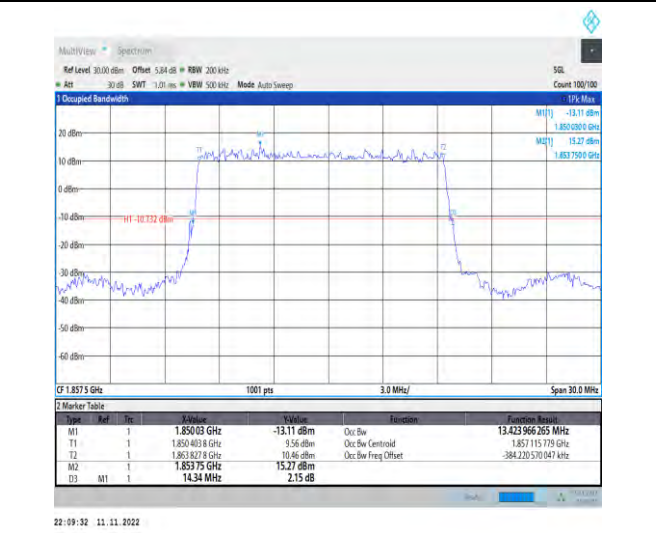 MultiView Spectrum
Ref Level 30.00 dBm Offset 5.84 dB RBW 200 kHz SGL
Att 30 dB SWT 1.01 ms VBW 500 kHz Mode Auto Sweep Count 100/100
1 Occupied Bandwidth 1Pk Max
M1[1] -13.11 dBm
1.850 030 0 GHz
M2[1] 15.27 dBm
1.853 750 0 GHz
20 dBm
T1 T2
10 dBm
0 dBm
-10 dBm
H1 -10.732 dBm
-20 dBm
-30 dBm
-40 dBm
-50 dBm
-60 dBm
CF 1.857 5 GHz 1001 pts 3.0 MHz/ Span 30.0 MHz
2 Marker Table
Type Ref Trc X-Value Y-Value Function Function Result
M1 1 1.850 03 GHz -13.11 dBm Occ Bw 13.423 966 265 MHz
T1 1 1.850 403 8 GHz 9.56 dBm Occ Bw Centroid 1.857 115 779 GHz
T2 1 1.863 827 8 GHz 10.46 dBm Occ Bw Freq Offset -384.220 570 047 kHz
M2 1 1.853 75 GHz 15.27 dBm
D3 M1 1 14.34 MHz 2.15 dB
22:09:32 11.11.2022